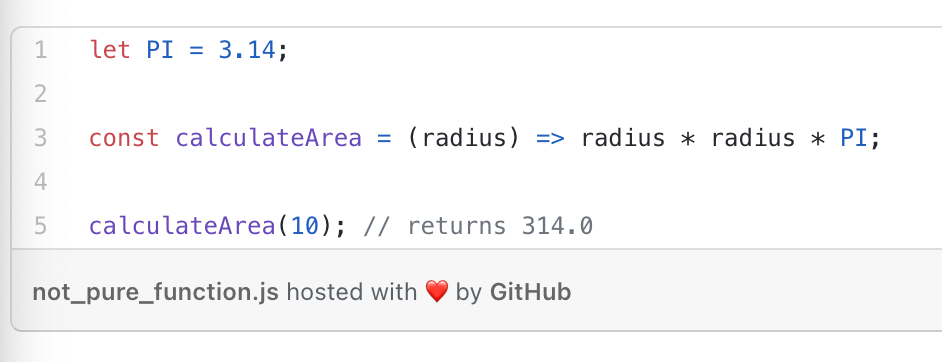 1 let PI = 3.14;
2
3 const calculateArea = (radius) => radius * radius * PI;
4
5 calculateArea(10); // returns 314.0
not_pure_function.js hosted with ❤ by GitHub